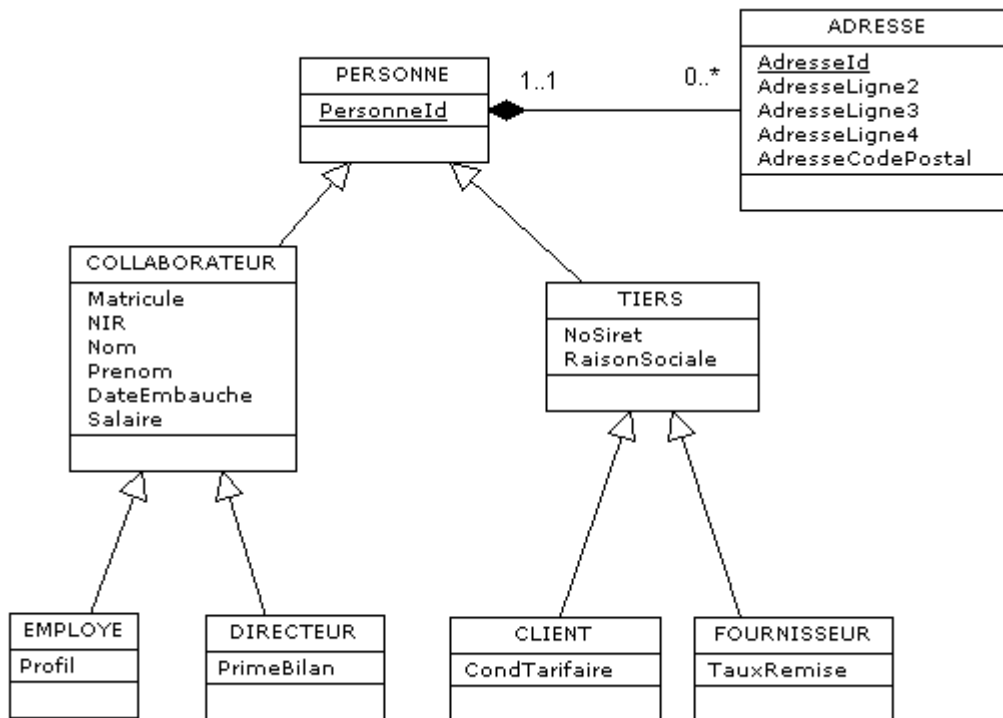 ADRESSE
AdresseId
AdresseLigne2
AdresseLigne3
AdresseLigne4
AdresseCodePostal
PERSONNE
PersonneId
1..1
0..*
COLLABORATEUR
Matricule
NIR
Nom
Prenom
DateEmbauche
Salaire
TIERS
NoSiret
RaisonSociale
EMPLOYE
Profil
DIRECTEUR
PrimeBilan
CLIENT
CondTarifaire
FOURNISSEUR
TauxRemise